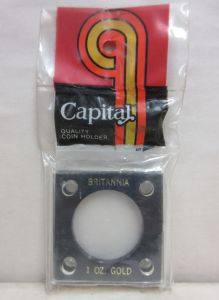 Capital.
QUALITY
COIN HOLDER.
BRITANNIA
1 OZ. GOLD